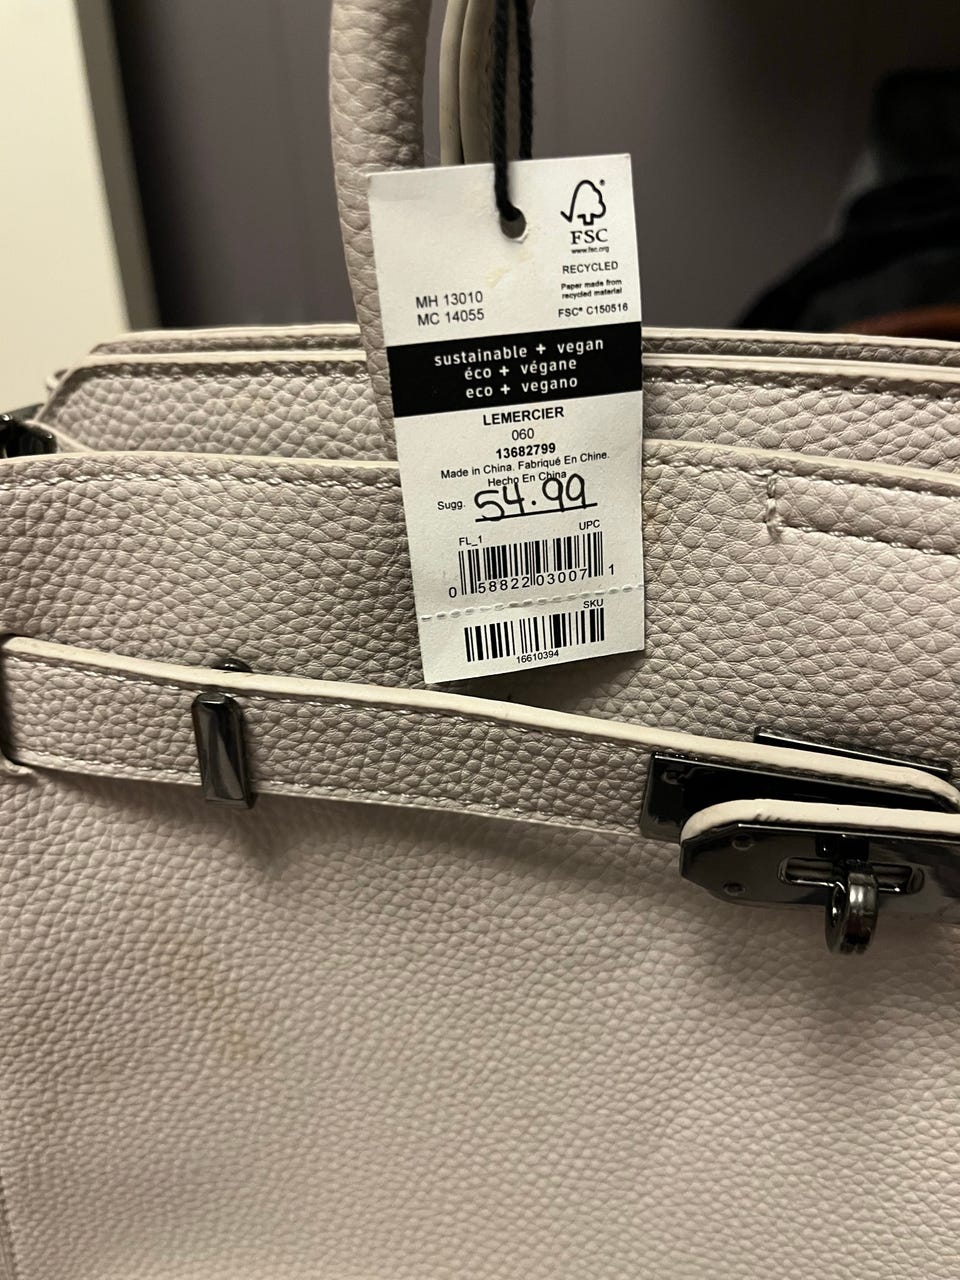 FSC®
www.fsc.org
RECYCLED
Paper made from
recycled material
FSC® C150516
MH 13010
MC 14055
sustainable + vegan
éco + végane
eco + vegano
LEMERCIER
060
13682799
Made in China. Fabriqué En Chine.
Hecho En China
Sugg. 54.99
FL_1 UPC
0 58822 03007 1
SKU
16610394